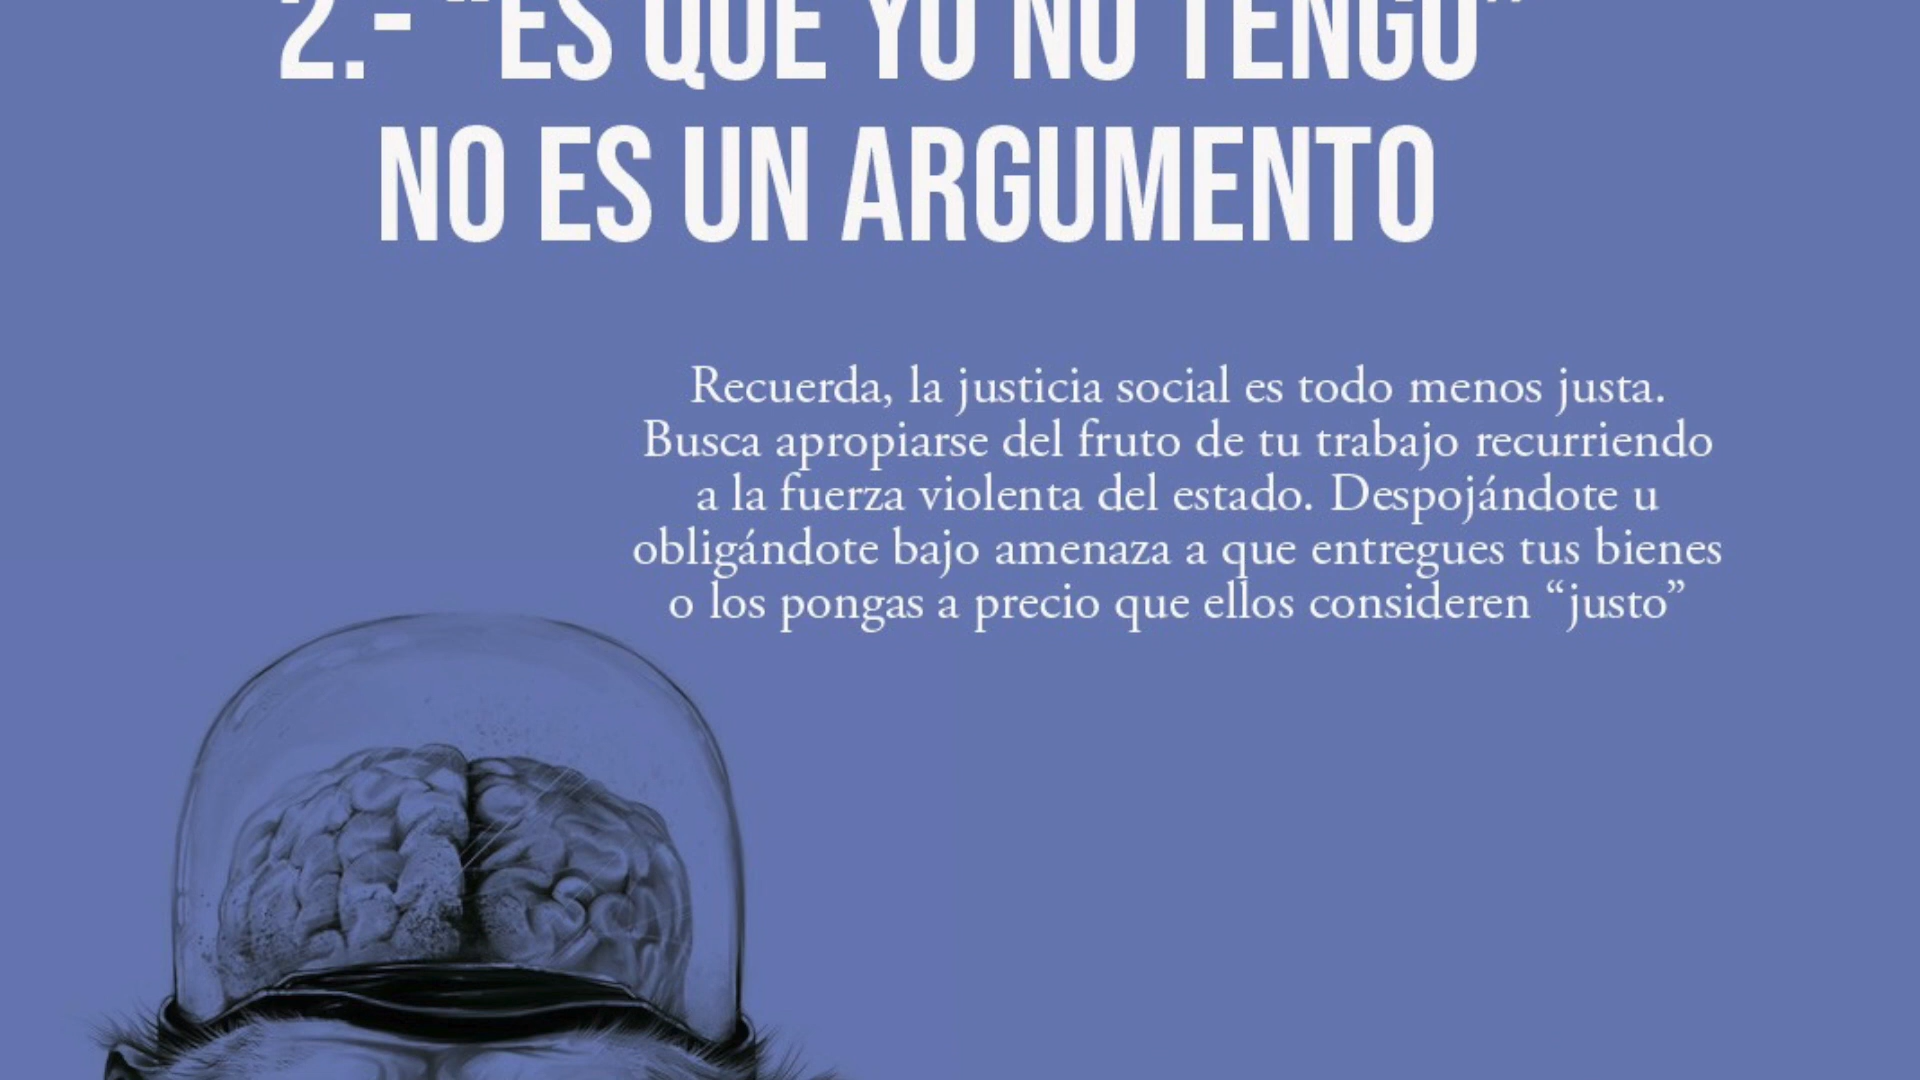 2.- "ES QUE YO NO TENGO"
NO ES UN ARGUMENTO
Recuerda, la justicia social es todo menos justa.
Busca apropiarse del fruto de tu trabajo recurriendo
a la fuerza violenta del estado. Despojándote u
obligándote bajo amenaza a que entregues tus bienes
o los pongas a precio que ellos consideren “justo”